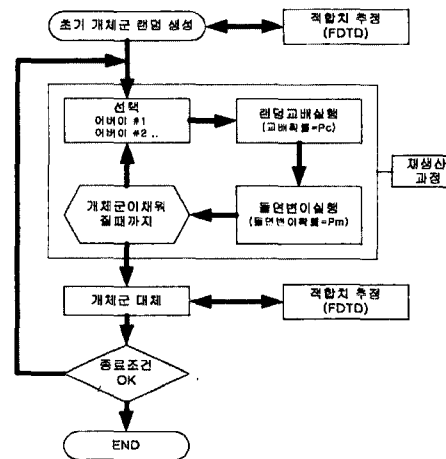 초기 개체군 랜덤 생성
적합치 추정
(FDTD)
선택
어버이 #1
어버이 #2 ..
랜덤교배실행
(교배확률=Pc)
재생산
과정
개체군이채워
질때까지
돌연변이실행
(돌연변이확률=Pm)
개체군 대체
적합치 추정
(FDTD)
종료조건
OK
END